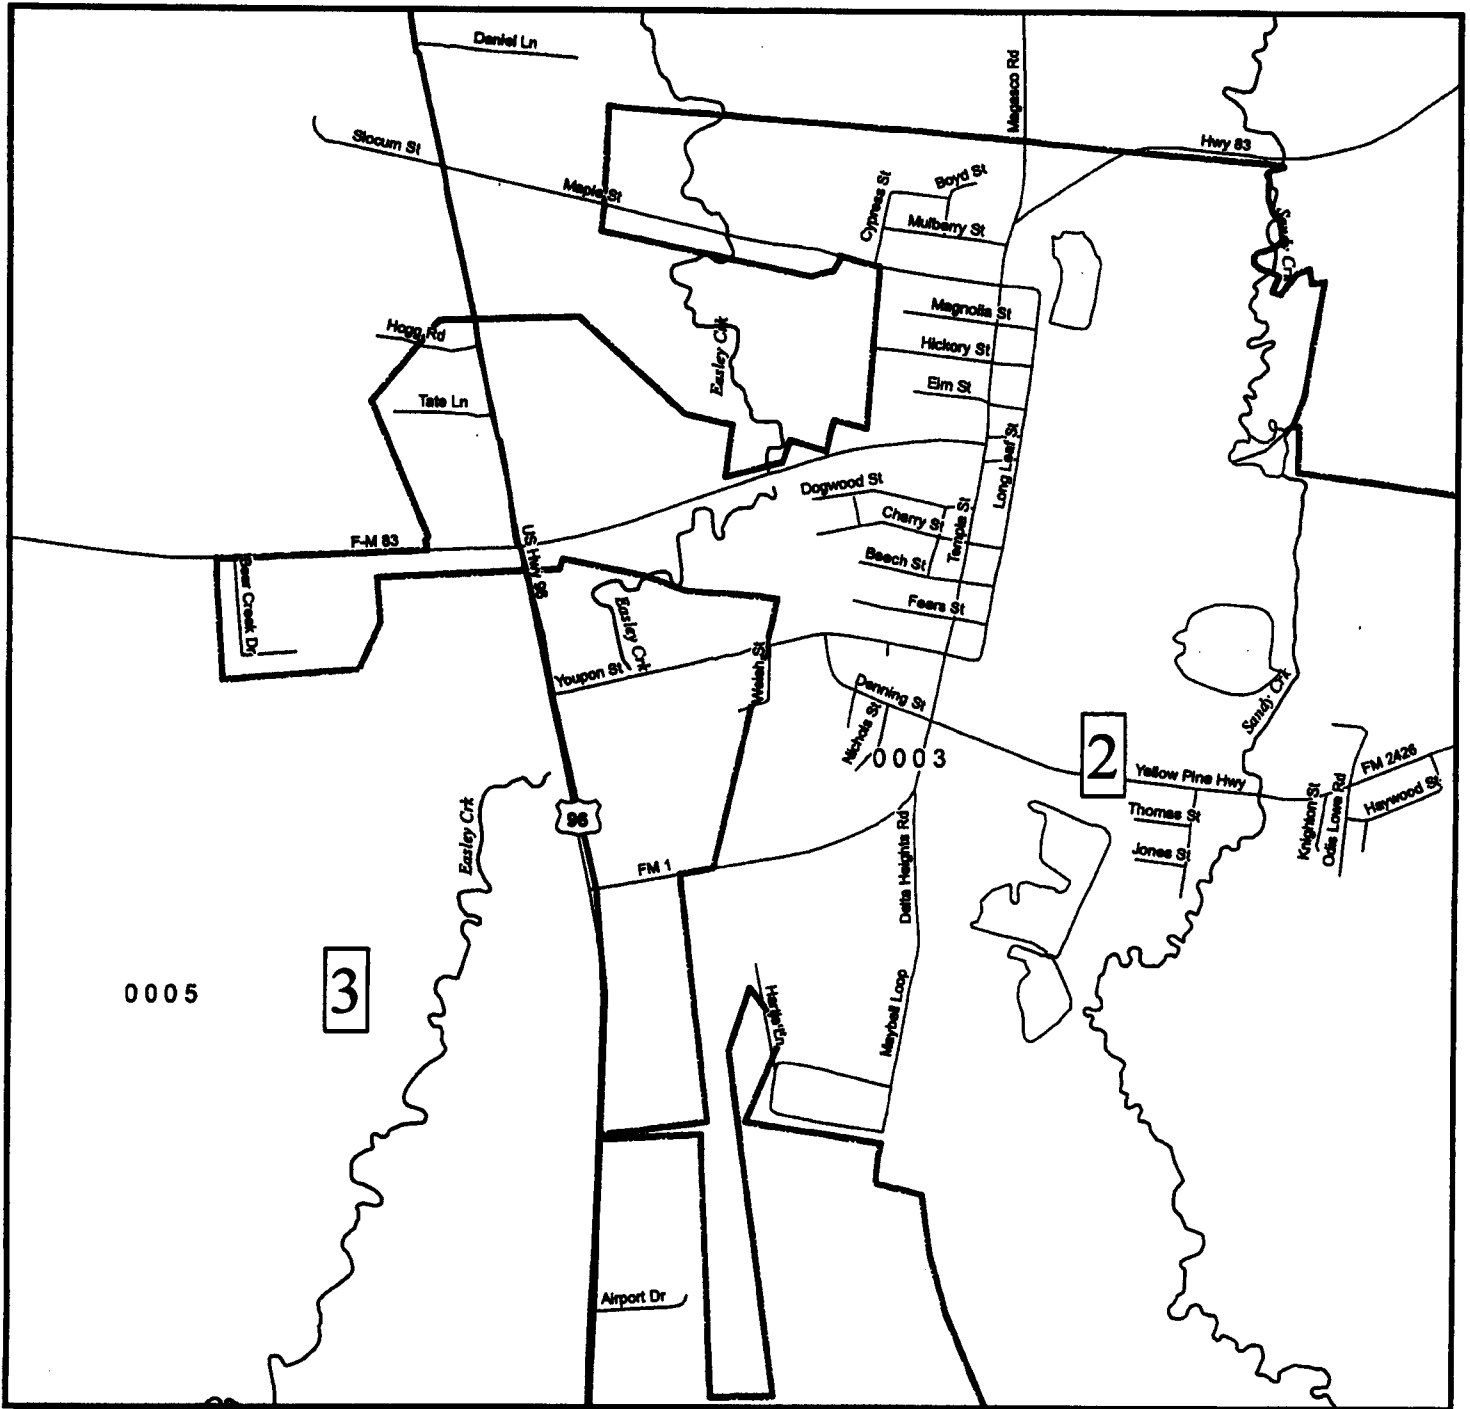 Daniel Ln
Magasco Rd
Slocum St
Hwy 83
Maple St
Cypress St
Boyd St
Mulberry St
Sandy Crk
Magnolia St
Hogg Rd
Easley Crk
Hickory St
Tate Ln
Elm St
Long Leaf St
Dogwood St
Cherry St
Temple St
F-M 83
US Hwy 96
Beech St
Bear Creek Dr
Easley Crk
Fears St
Youpon St
Welsh St
Denning St
Nichols St
0003
2
Sandy Crk
Yellow Pine Hwy
FM 2426
Haywood St
Knighton St
Odis Lowe Rd
Thomas St
Jones St
Easley Crk
96
FM 1
Delta Heights Rd
0005
3
Maybell Loop
Airport Dr